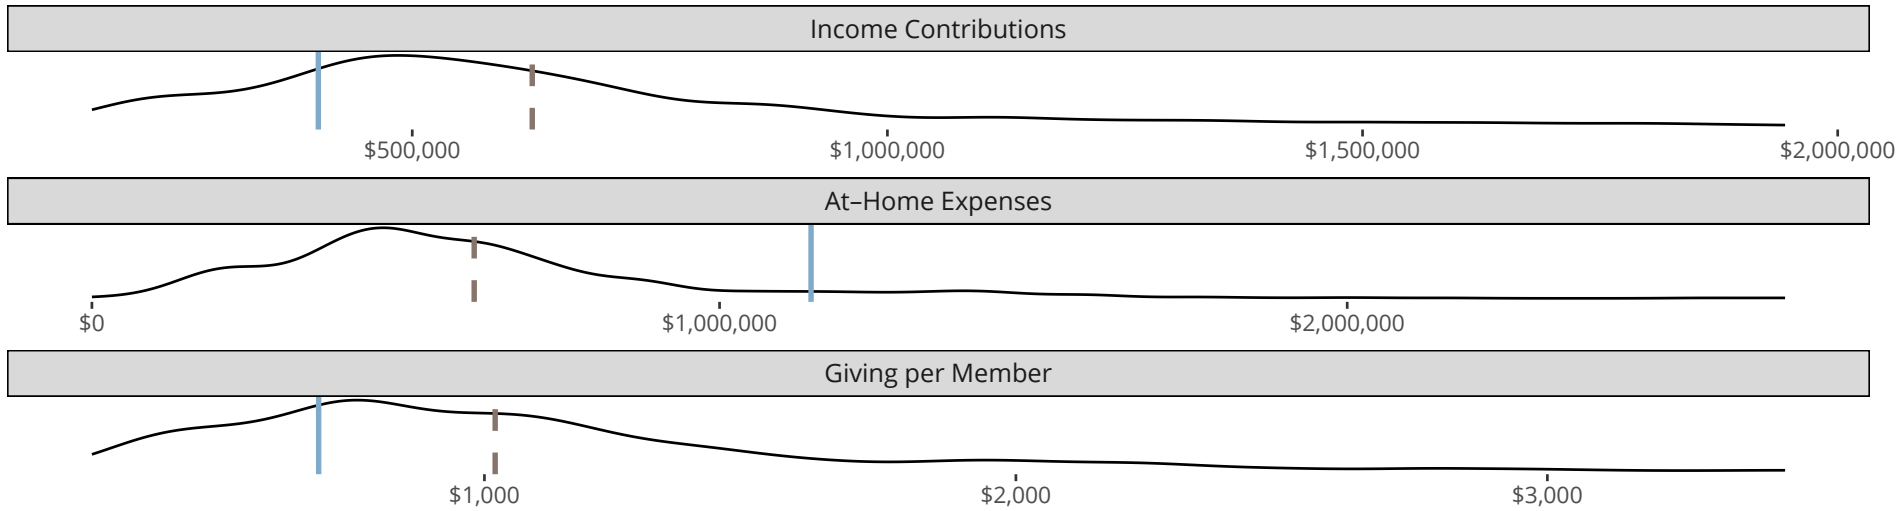 Income Contributions
$500,000 $1,000,000 $1,500,000 $2,000,000
At–Home Expenses
$0 $1,000,000 $2,000,000
Giving per Member
$1,000 $2,000 $3,000